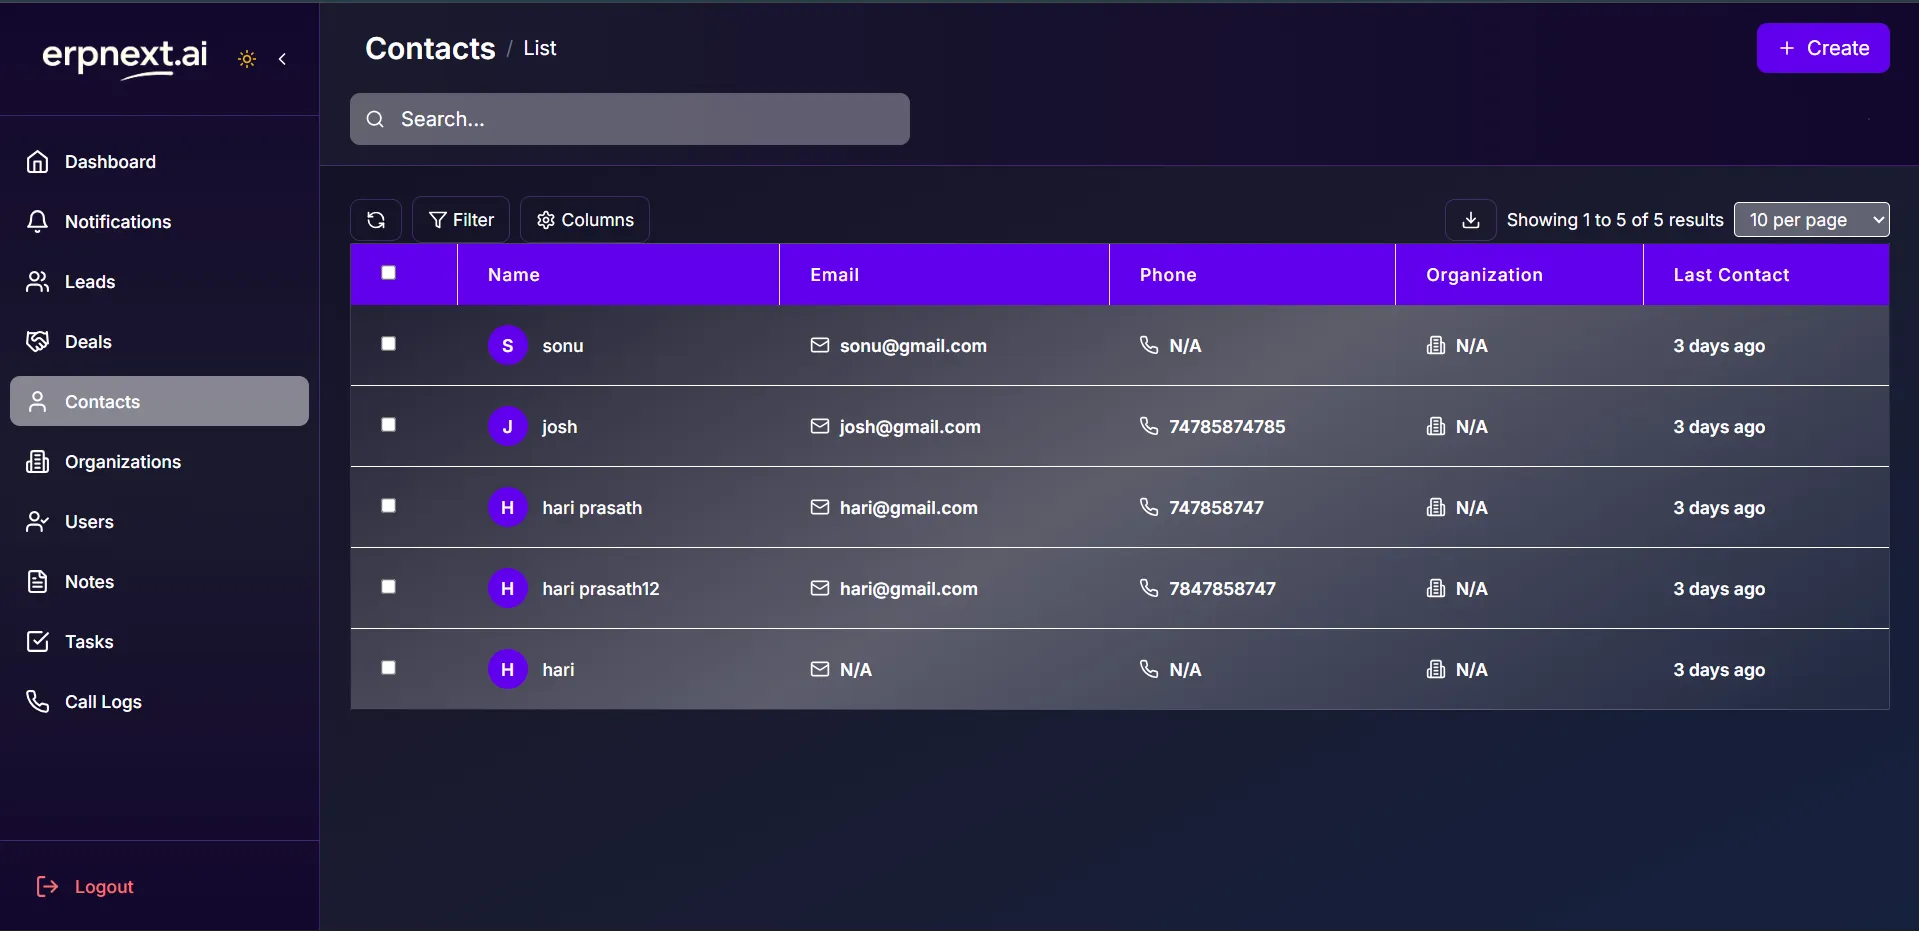 erpnext.ai
Contacts / List
+ Create
Search...
Dashboard
Notifications
Leads
Deals
Contacts
Organizations
Users
Notes
Tasks
Call Logs
Logout
Filter
Columns
Showing 1 to 5 of 5 results
10 per page
Name Email Phone Organization Last Contact
S sonu sonu@gmail.com N/A N/A 3 days ago
J josh josh@gmail.com 74785874785 N/A 3 days ago
H hari prasath hari@gmail.com 747858747 N/A 3 days ago
H hari prasath12 hari@gmail.com 7847858747 N/A 3 days ago
H hari N/A N/A N/A 3 days ago